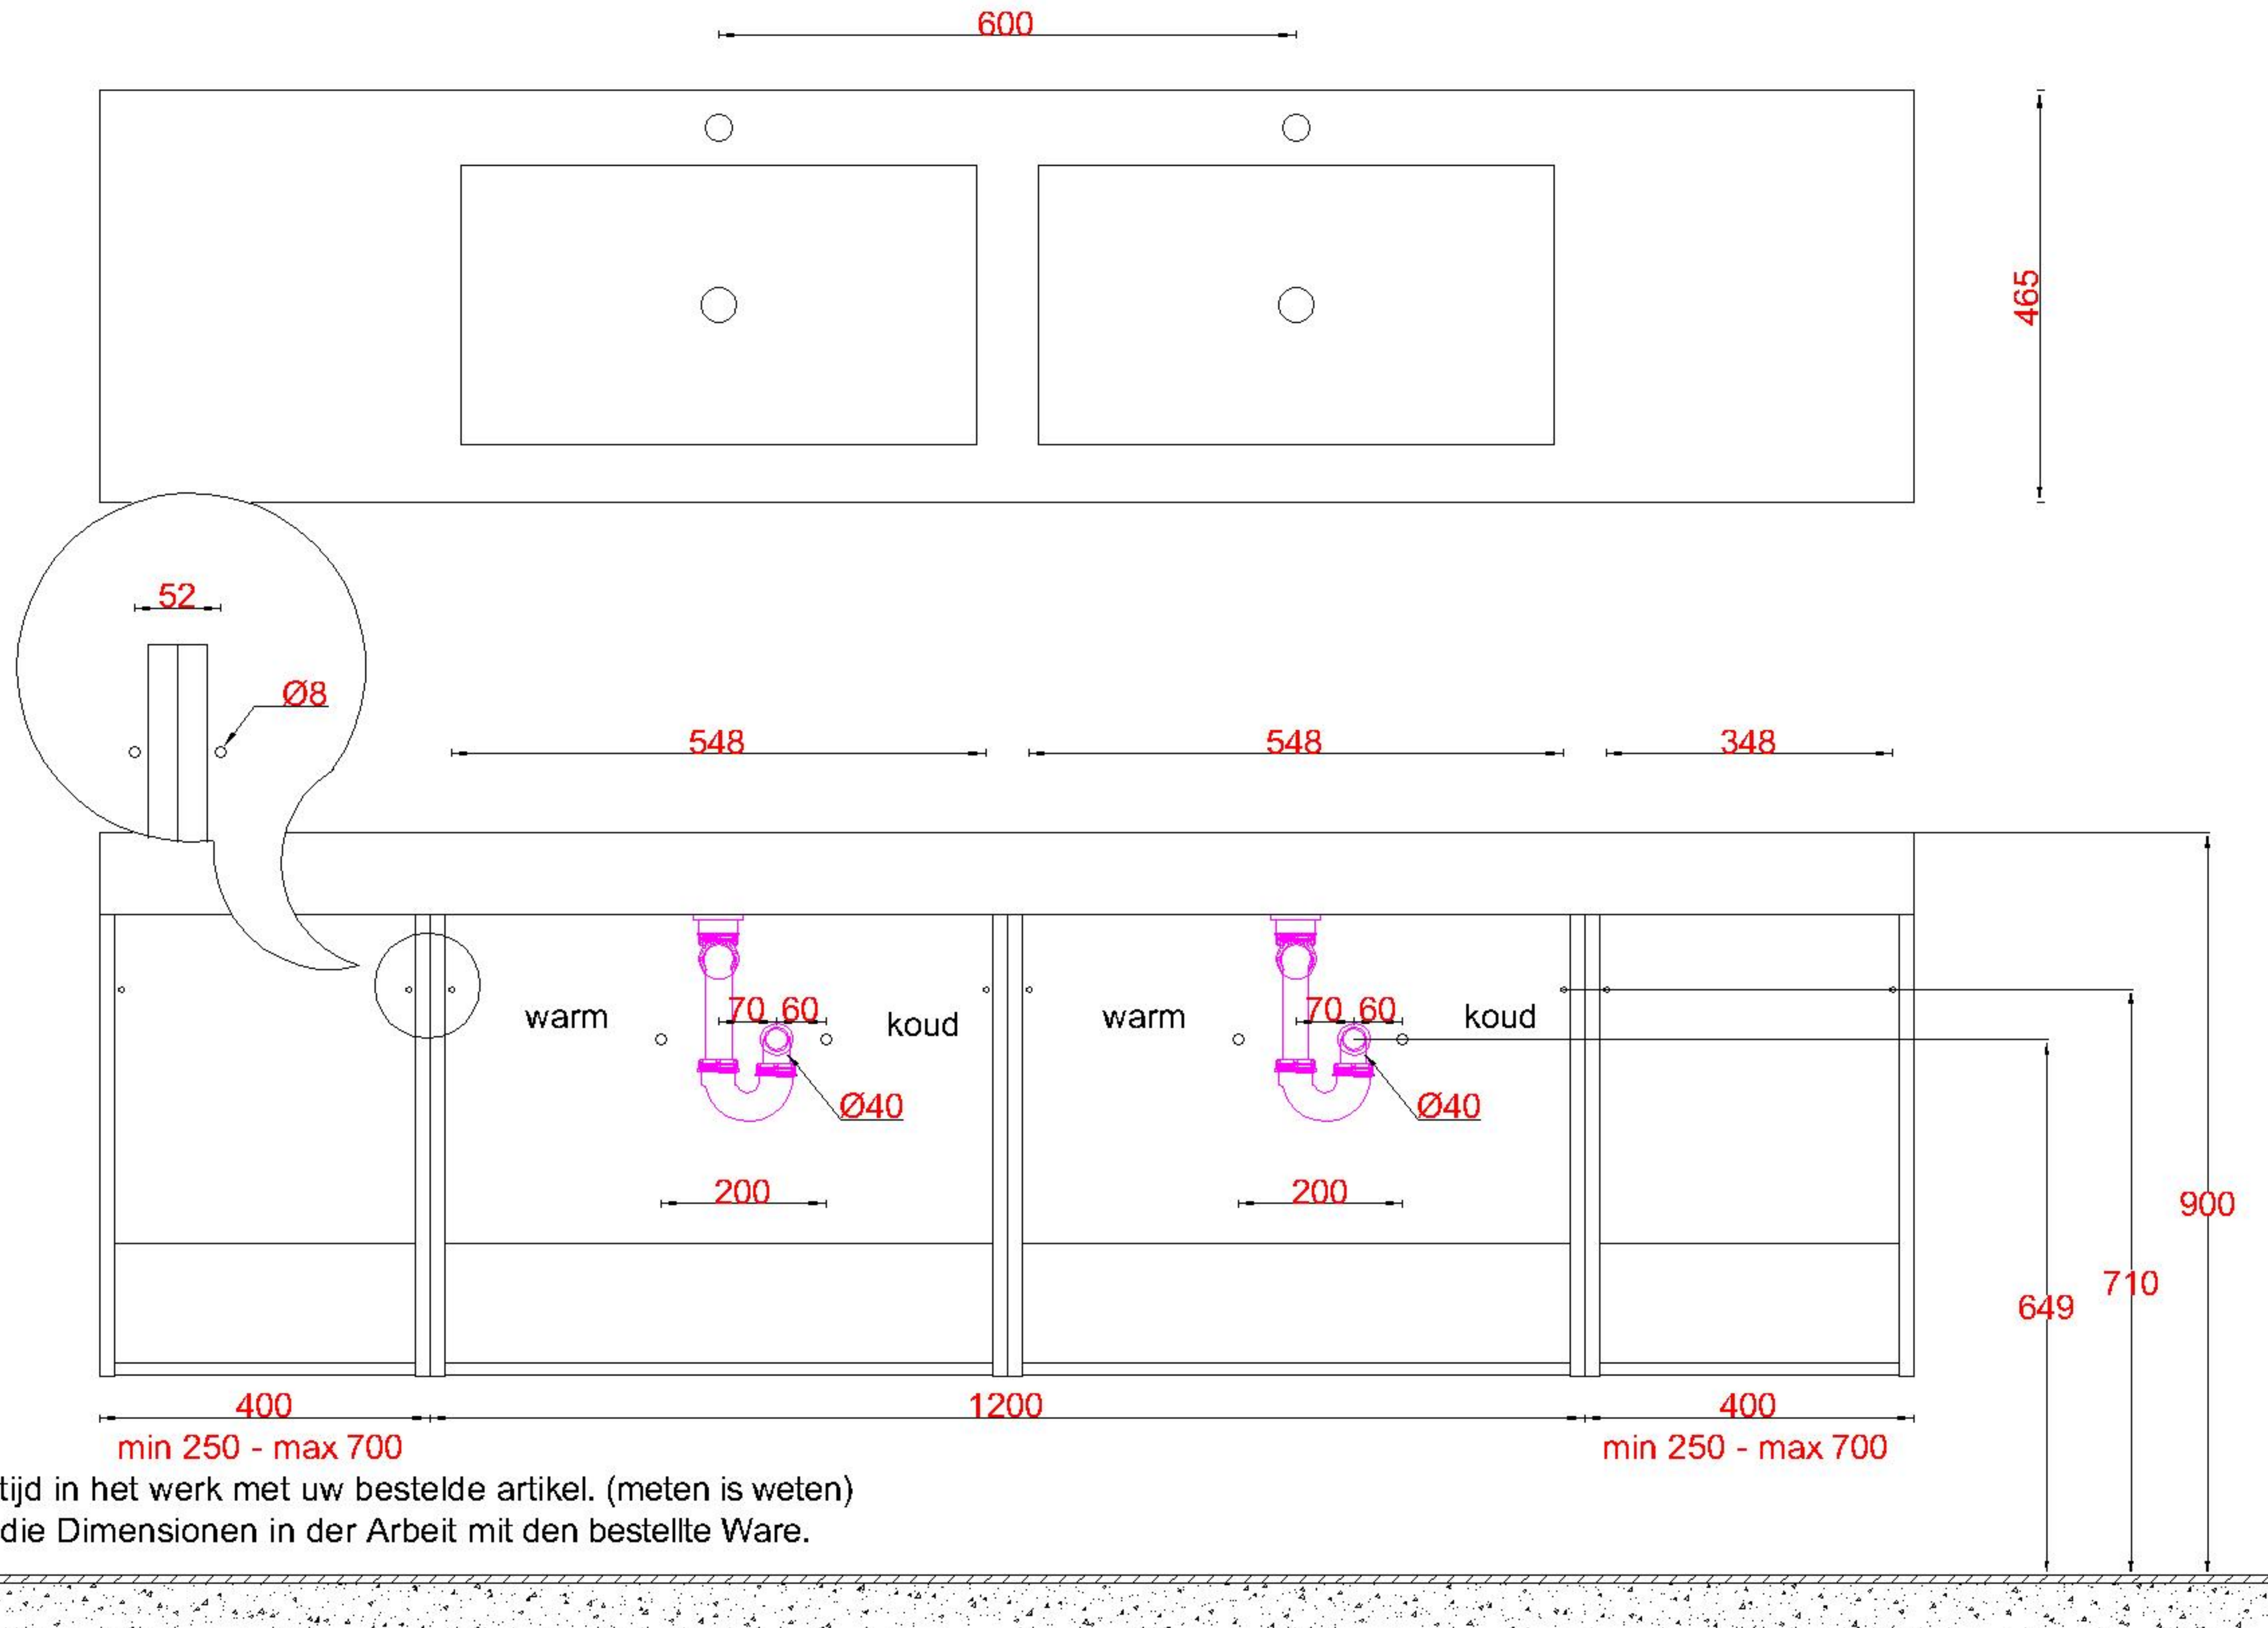 600
465
52
Ø8
548
548
348
warm
70
60
koud
warm
70
60
koud
Ø40
Ø40
200
200
900
710
649
400
1200
400
min 250 - max 700
min 250 - max 700
tijd in het werk met uw bestelde artikel. (meten is weten)
die Dimensionen in der Arbeit mit den bestellte Ware.